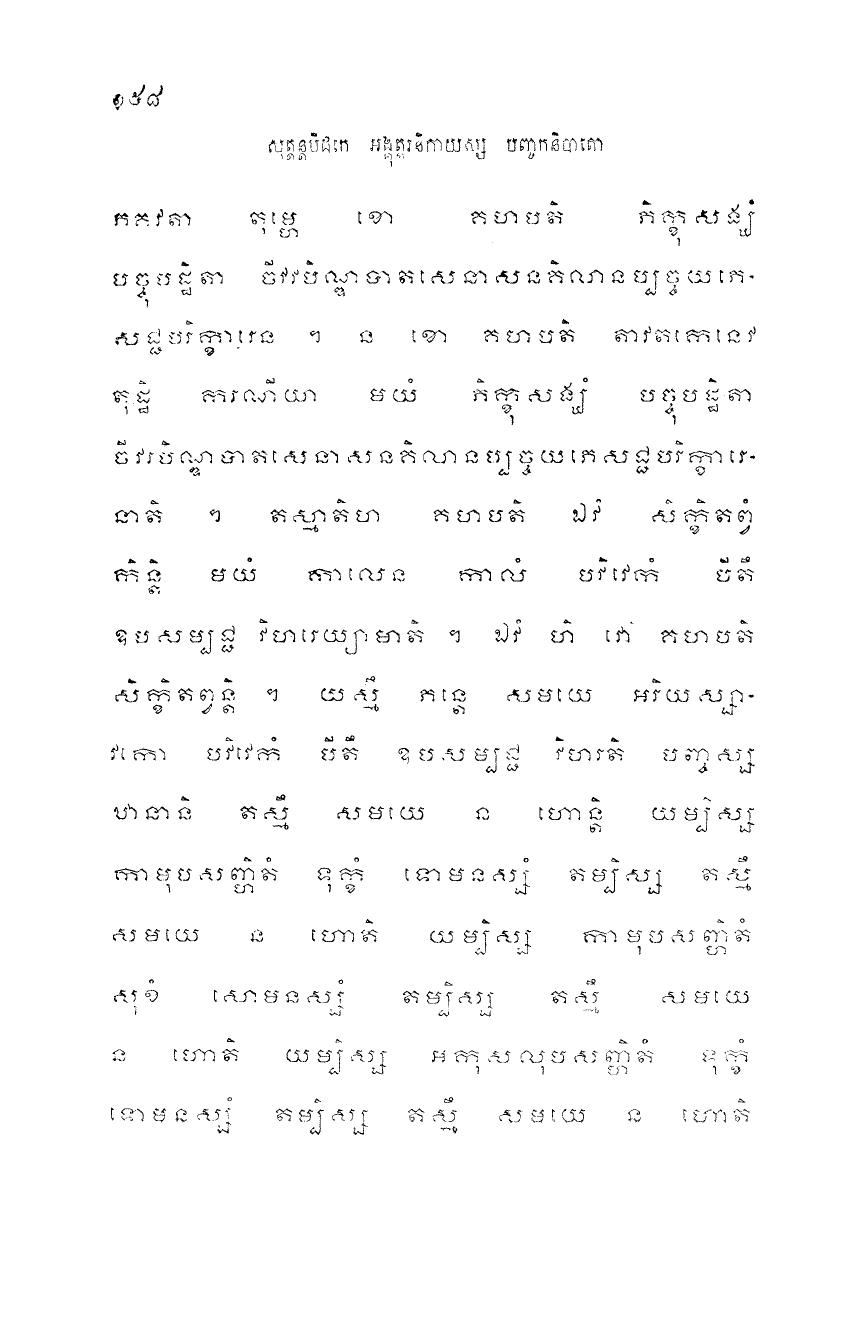 ១៥៨
សុត្តន្តបិដកេ អង្គុត្តរនិកាយស្ស បញ្ចកនិបាតោ
ភគវតា តុម្ហេ ខោ គហបតិ ភិក្ខុសង្ឃំ
បច្ចុបដ្ឋិតា ចីវរបិណ្ឌបាតសេនាសនគិលានប្បច្ចយភេ-
សជ្ជបរិក្ខារេន ។ ន ខោ គហបតិ តាវតកេនេវ
តុដ្ឋិ ករណីយា មយំ ភិក្ខុសង្ឃំ បច្ចុបដ្ឋិតា
ចីវរបិណ្ឌបាតសេនាសនគិលានប្បច្ចយភេសជ្ជបរិក្ខារេ-
នាតិ ។ តស្មាតិហ គហបតិ ឯវំ សិក្ខិតព្វំ
កិន្តិ មយំ កាលេន កាលំ បវិវេកំ បីតឹ
ឧបសម្បជ្ជ វិហរេយ្យាមាតិ ។ ឯវំ ហិ វោ គហបតិ
សិក្ខិតព្វន្តិ ។ យស្មឹ ភន្តេ សមយេ អរិយស្សា-
វកោ បវិវេកំ បីតឹ ឧបសម្បជ្ជ វិហរតិ បញ្ចស្ស
ឋានានិ តស្មឹ សមយេ ន ហោន្តិ យម្បិស្ស
កាមុបសញ្ហិតំ ទុក្ខំ ទោមនស្សំ តម្បិស្ស តស្មឹ
សមយេ ន ហោតិ យម្បិស្ស កាមុបសញ្ហិតំ
សុខំ សោមនស្សំ តម្បិស្ស តស្មឹ សមយេ
ន ហោតិ យម្បិស្ស អកុសលុបសញ្ហិតំ ទុក្ខំ
ទោមនស្សំ តម្បិស្ស តស្មឹ សមយេ ន ហោតិ